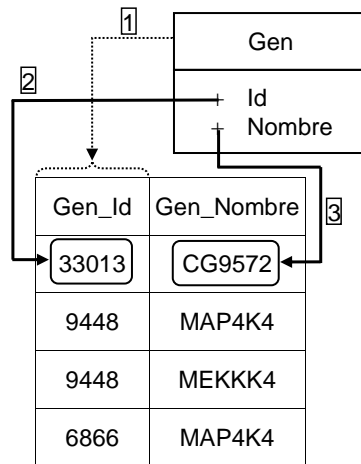 1
Gen
2
+ Id
+ Nombre
3
Gen_Id Gen_Nombre
33013 CG9572
9448 MAP4K4
9448 MEKKK4
6866 MAP4K4